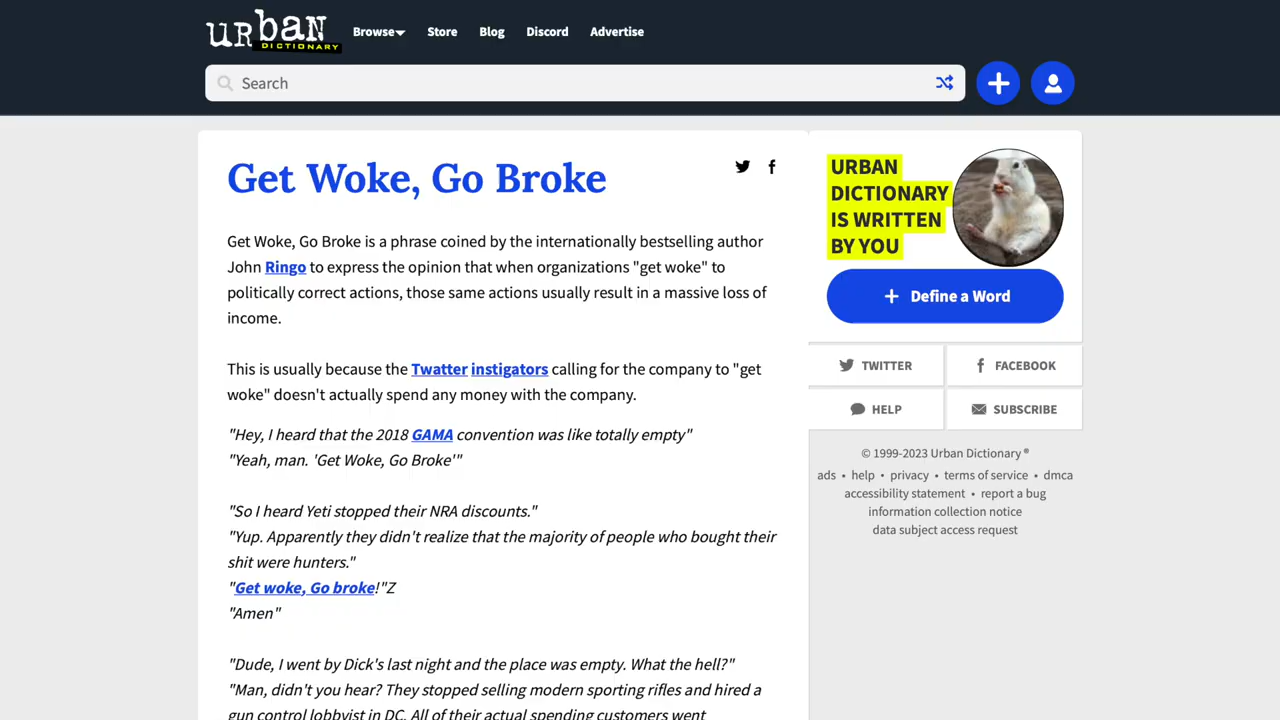 urban
DICTIONARY
Browse
Store
Blog
Discord
Advertise
Search
Get Woke, Go Broke
Get Woke, Go Broke is a phrase coined by the internationally bestselling author
John Ringo to express the opinion that when organizations "get woke" to
politically correct actions, those same actions usually result in a massive loss of
income.
This is usually because the Twatter instigators calling for the company to "get
woke" doesn't actually spend any money with the company.
"Hey, I heard that the 2018 GAMA convention was like totally empty"
"Yeah, man. 'Get Woke, Go Broke'"
"So I heard Yeti stopped their NRA discounts."
"Yup. Apparently they didn't realize that the majority of people who bought their
shit were hunters."
"Get woke, Go broke!"Z
"Amen"
"Dude, I went by Dick's last night and the place was empty. What the hell?"
"Man, didn't you hear? They stopped selling modern sporting rifles and hired a
gun control lobbyist in DC. All of their actual spending customers went
URBAN
DICTIONARY
IS WRITTEN
BY YOU
+ Define a Word
TWITTER
FACEBOOK
HELP
SUBSCRIBE
© 1999-2023 Urban Dictionary ®
ads • help • privacy • terms of service • dmca
accessibility statement • report a bug
information collection notice
data subject access request